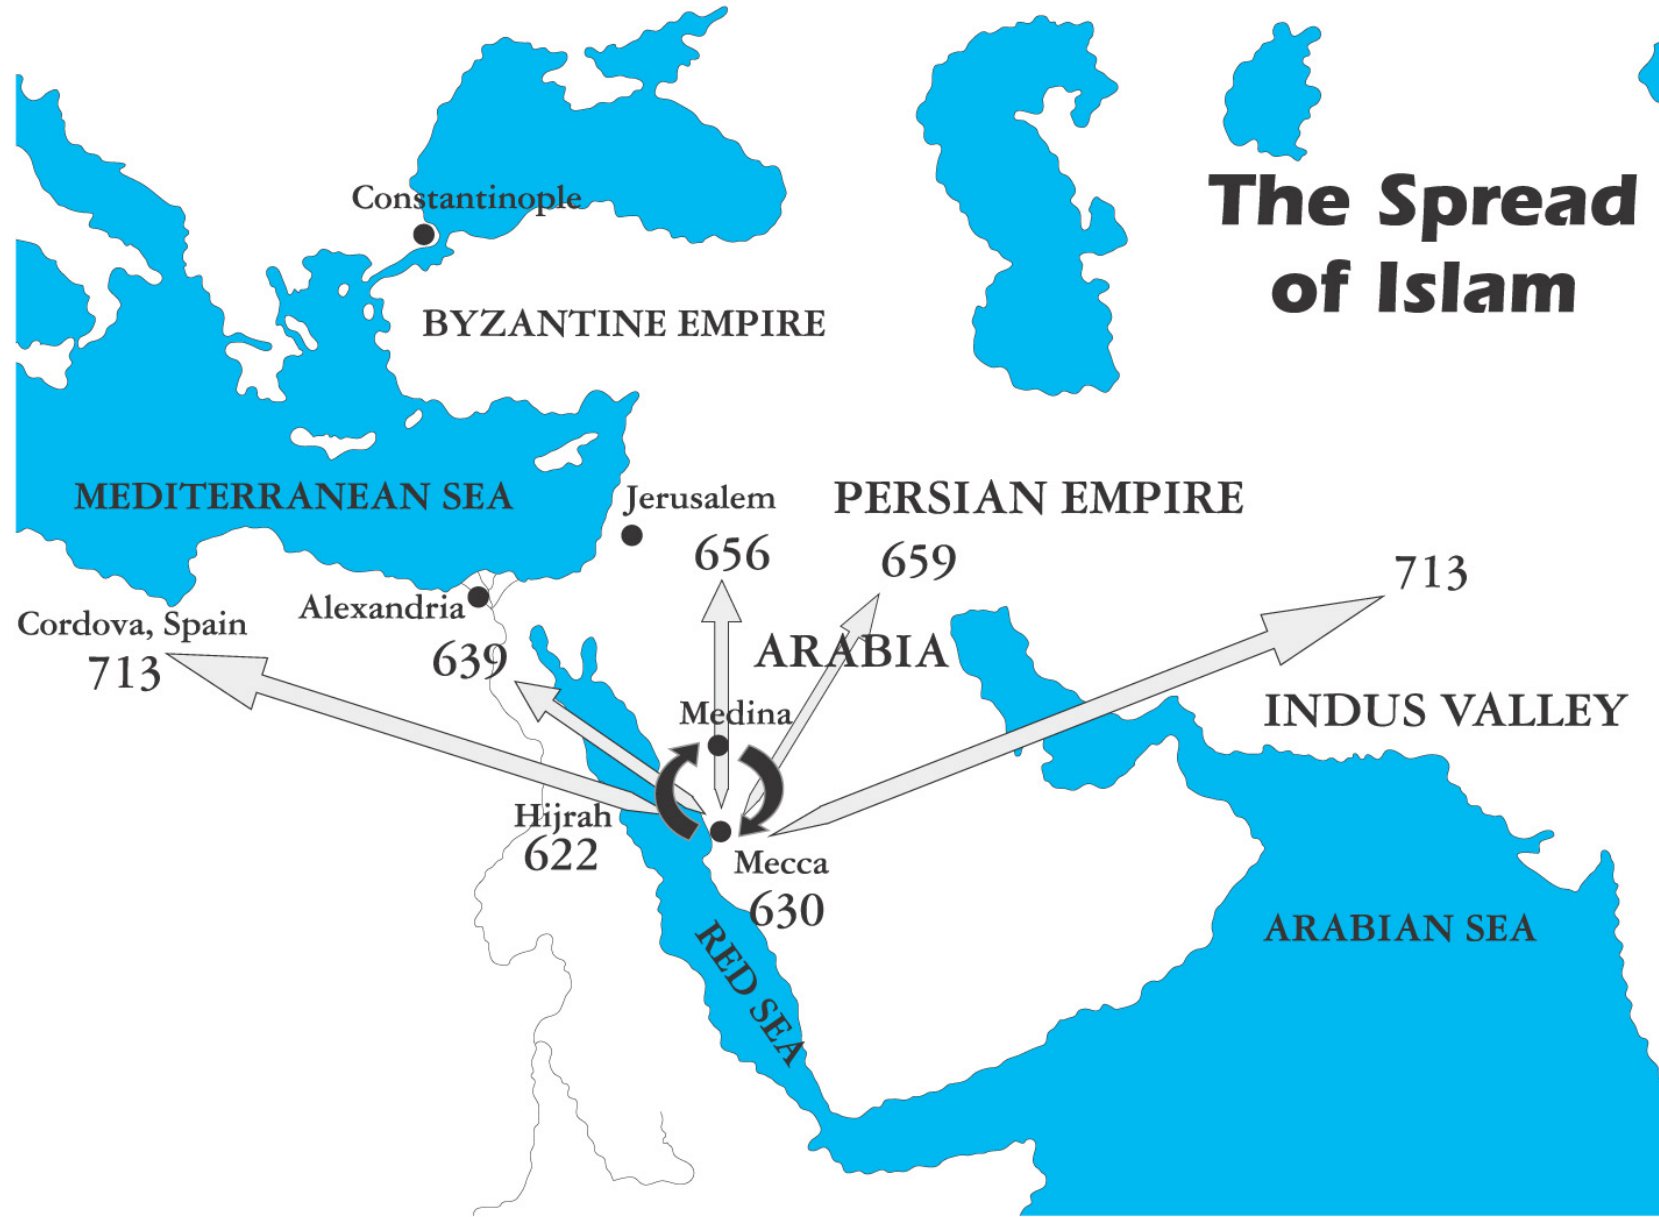 The Spread
of Islam
Constantinople
BYZANTINE EMPIRE
MEDITERRANEAN SEA
Jerusalem
PERSIAN EMPIRE
656
659
713
Cordova, Spain
713
Alexandria
639
ARABIA
Medina
INDUS VALLEY
Hijrah
622
Mecca
630
RED SEA
ARABIAN SEA